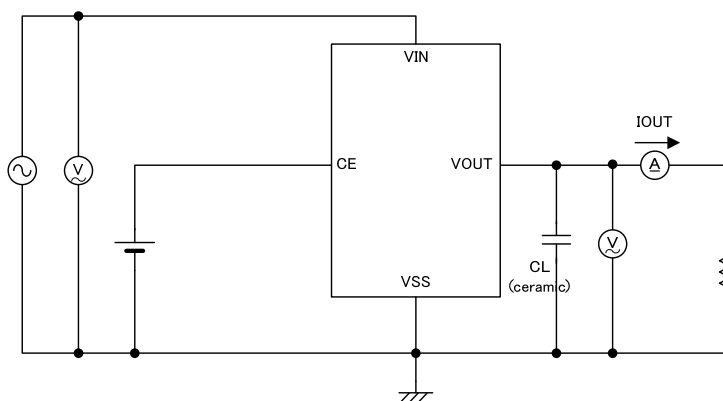 VIN
IOUT
V
CE
VOUT
A
V
CL
(ceramic)
VSS